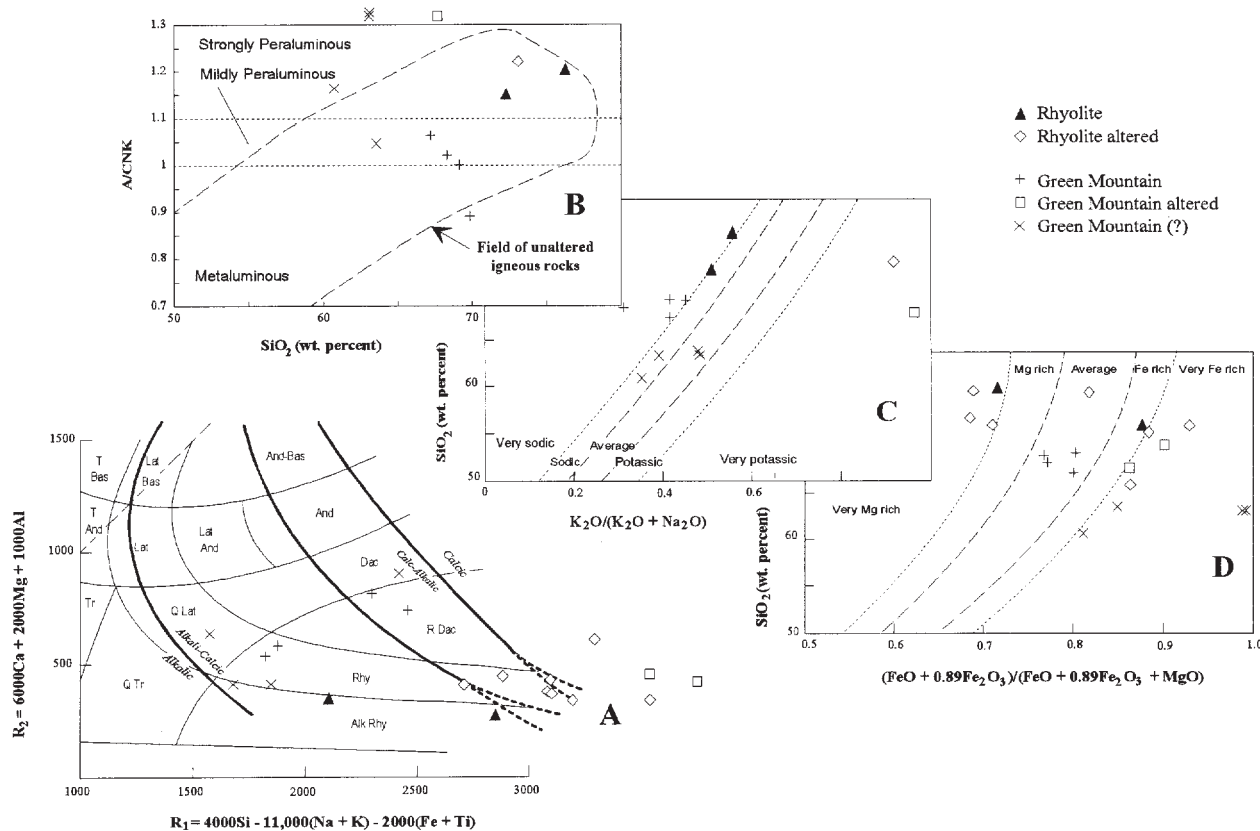 1.3
1.2
1.1
1
0.9
0.8
0.7
A/CNK
Strongly Peraluminous
Mildly Peraluminous
Metaluminous
Field of unaltered
igneous rocks
B
50
60
70
SiO2 (wt. percent)
Rhyolite
Rhyolite altered
Green Mountain
Green Mountain altered
Green Mountain (?)
SiO2 (wt. percent)
60
50
Very sodic
Sodic
Average
Potassic
Very potassic
C
0
0.2
0.4
0.6
K2O/(K2O + Na2O)
Mg rich
Average
Fe rich
Very Fe rich
Very Mg rich
D
SiO2 (wt. percent)
60
50
50
0.6
0.7
0.8
0.9
1.0
(FeO + 0.89Fe2O3)/(FeO + 0.89Fe2O3 + MgO)
1500
1000
500
0
R2 = 6000Ca + 2000Mg + 1000Al
T
Bas
Lat
Bas
And-Bas
T
And
Lat
Lat
And
And
Dac
Calc-Alkalic
Calcic
Tr
Q Lat
Alkali-Calcic
Alkalic
R Dac
Q Tr
Rhy
Alk Rhy
A
1000
1500
2000
2500
3000
R1 = 4000Si - 11,000(Na + K) - 2000(Fe + Ti)